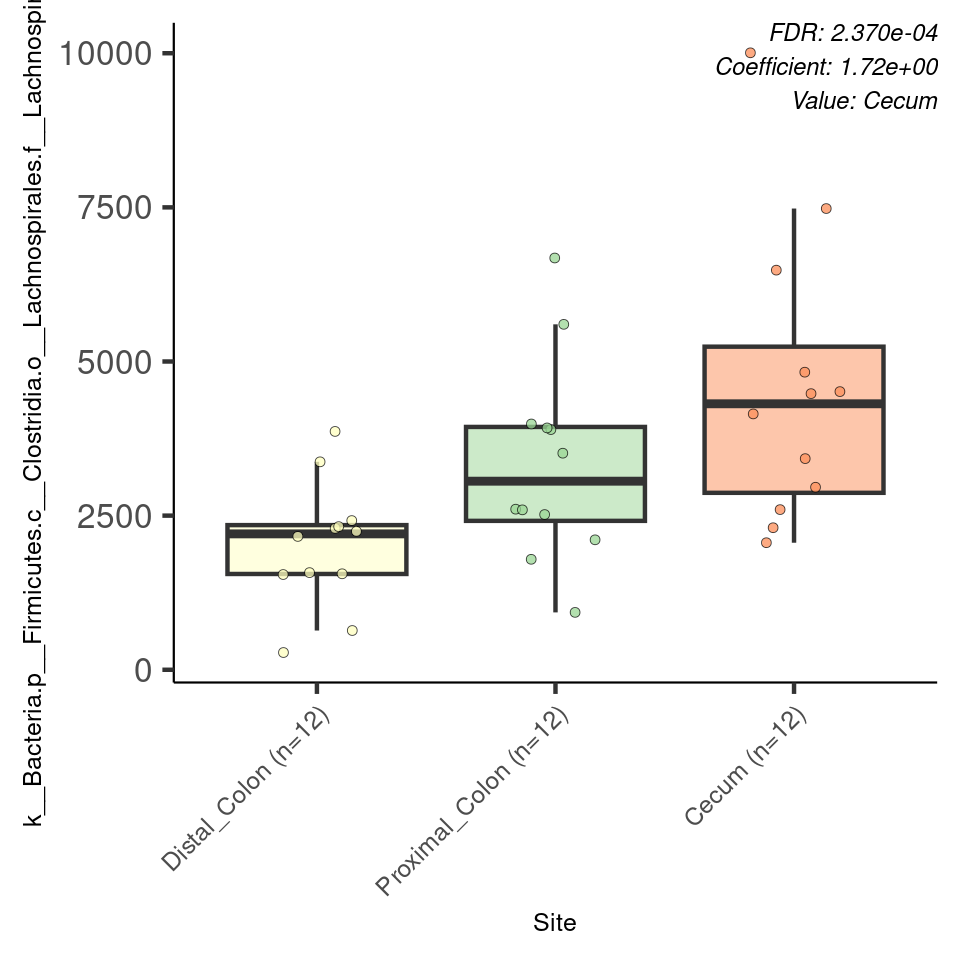 FDR: 2.370e-04
Coefficient: 1.72e+00
Value: Cecum
k__Bacteria.p__Firmicutes.c__Clostridia.o__Lachnospirales.f__Lachnospir
10000
7500
5000
2500
0
Distal_Colon (n=12)
Proximal_Colon (n=12)
Cecum (n=12)
Site